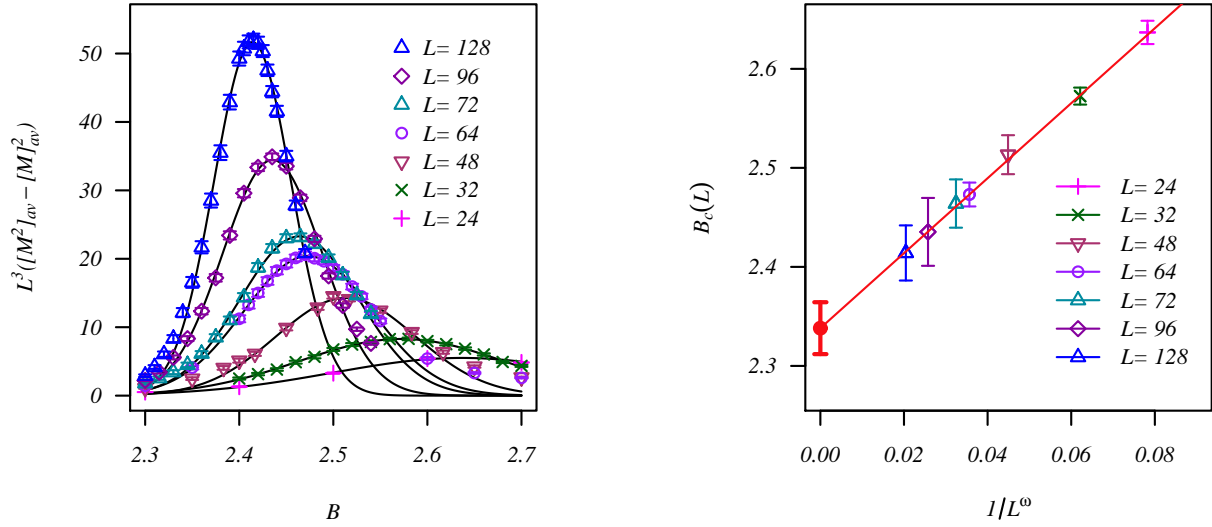 L³([M²]av − [M]²av)
50
40
30
20
10
0
2.3 2.4 2.5 2.6 2.7
B
L= 128
L= 96
L= 72
L= 64
L= 48
L= 32
L= 24
Bc(L)
2.6
2.5
2.4
2.3
0.00 0.02 0.04 0.06 0.08
1/L^ω
L= 24
L= 32
L= 48
L= 64
L= 72
L= 96
L= 128